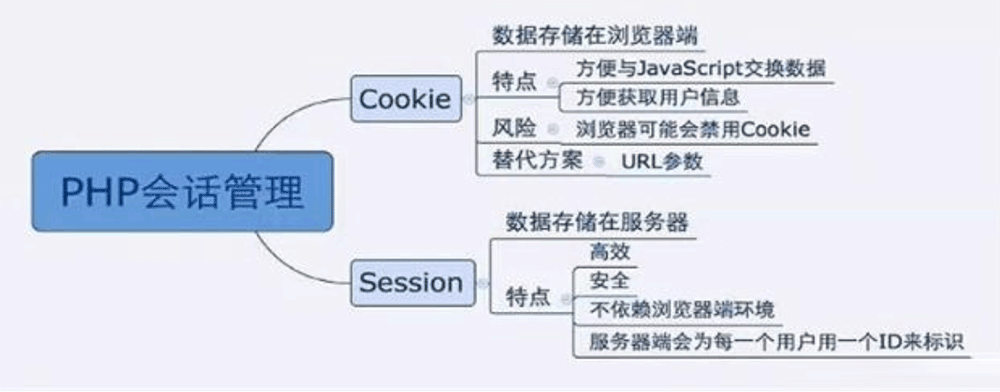 PHP会话管理
Cookie
数据存储在浏览器端
特点
方便与JavaScript交换数据
方便获取用户信息
风险
浏览器可能会禁用Cookie
替代方案
URL参数
Session
数据存储在服务器
特点
高效
安全
不依赖浏览器端环境
服务器端会为每一个用户用一个ID来标识